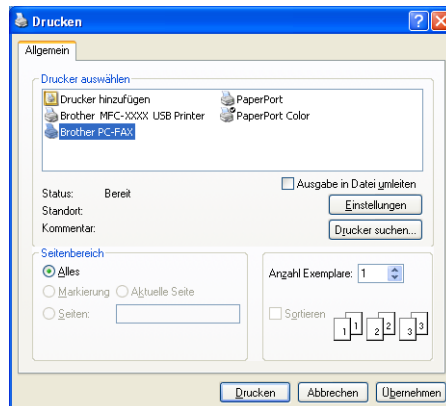 Drucken
Allgemein
Drucker auswählen
Drucker hinzufügen PaperPort
Brother MFC-XXXX USB Printer PaperPort Color
Brother PC-FAX
Status: Bereit
Standort:
Kommentar:
Ausgabe in Datei umleiten
Einstellungen
Drucker suchen...
Seitenbereich
Alles
Markierung Aktuelle Seite
Seiten:
Anzahl Exemplare: 1
Sortieren
1 1 2 2 3 3
Drucken Abbrechen Übernehmen